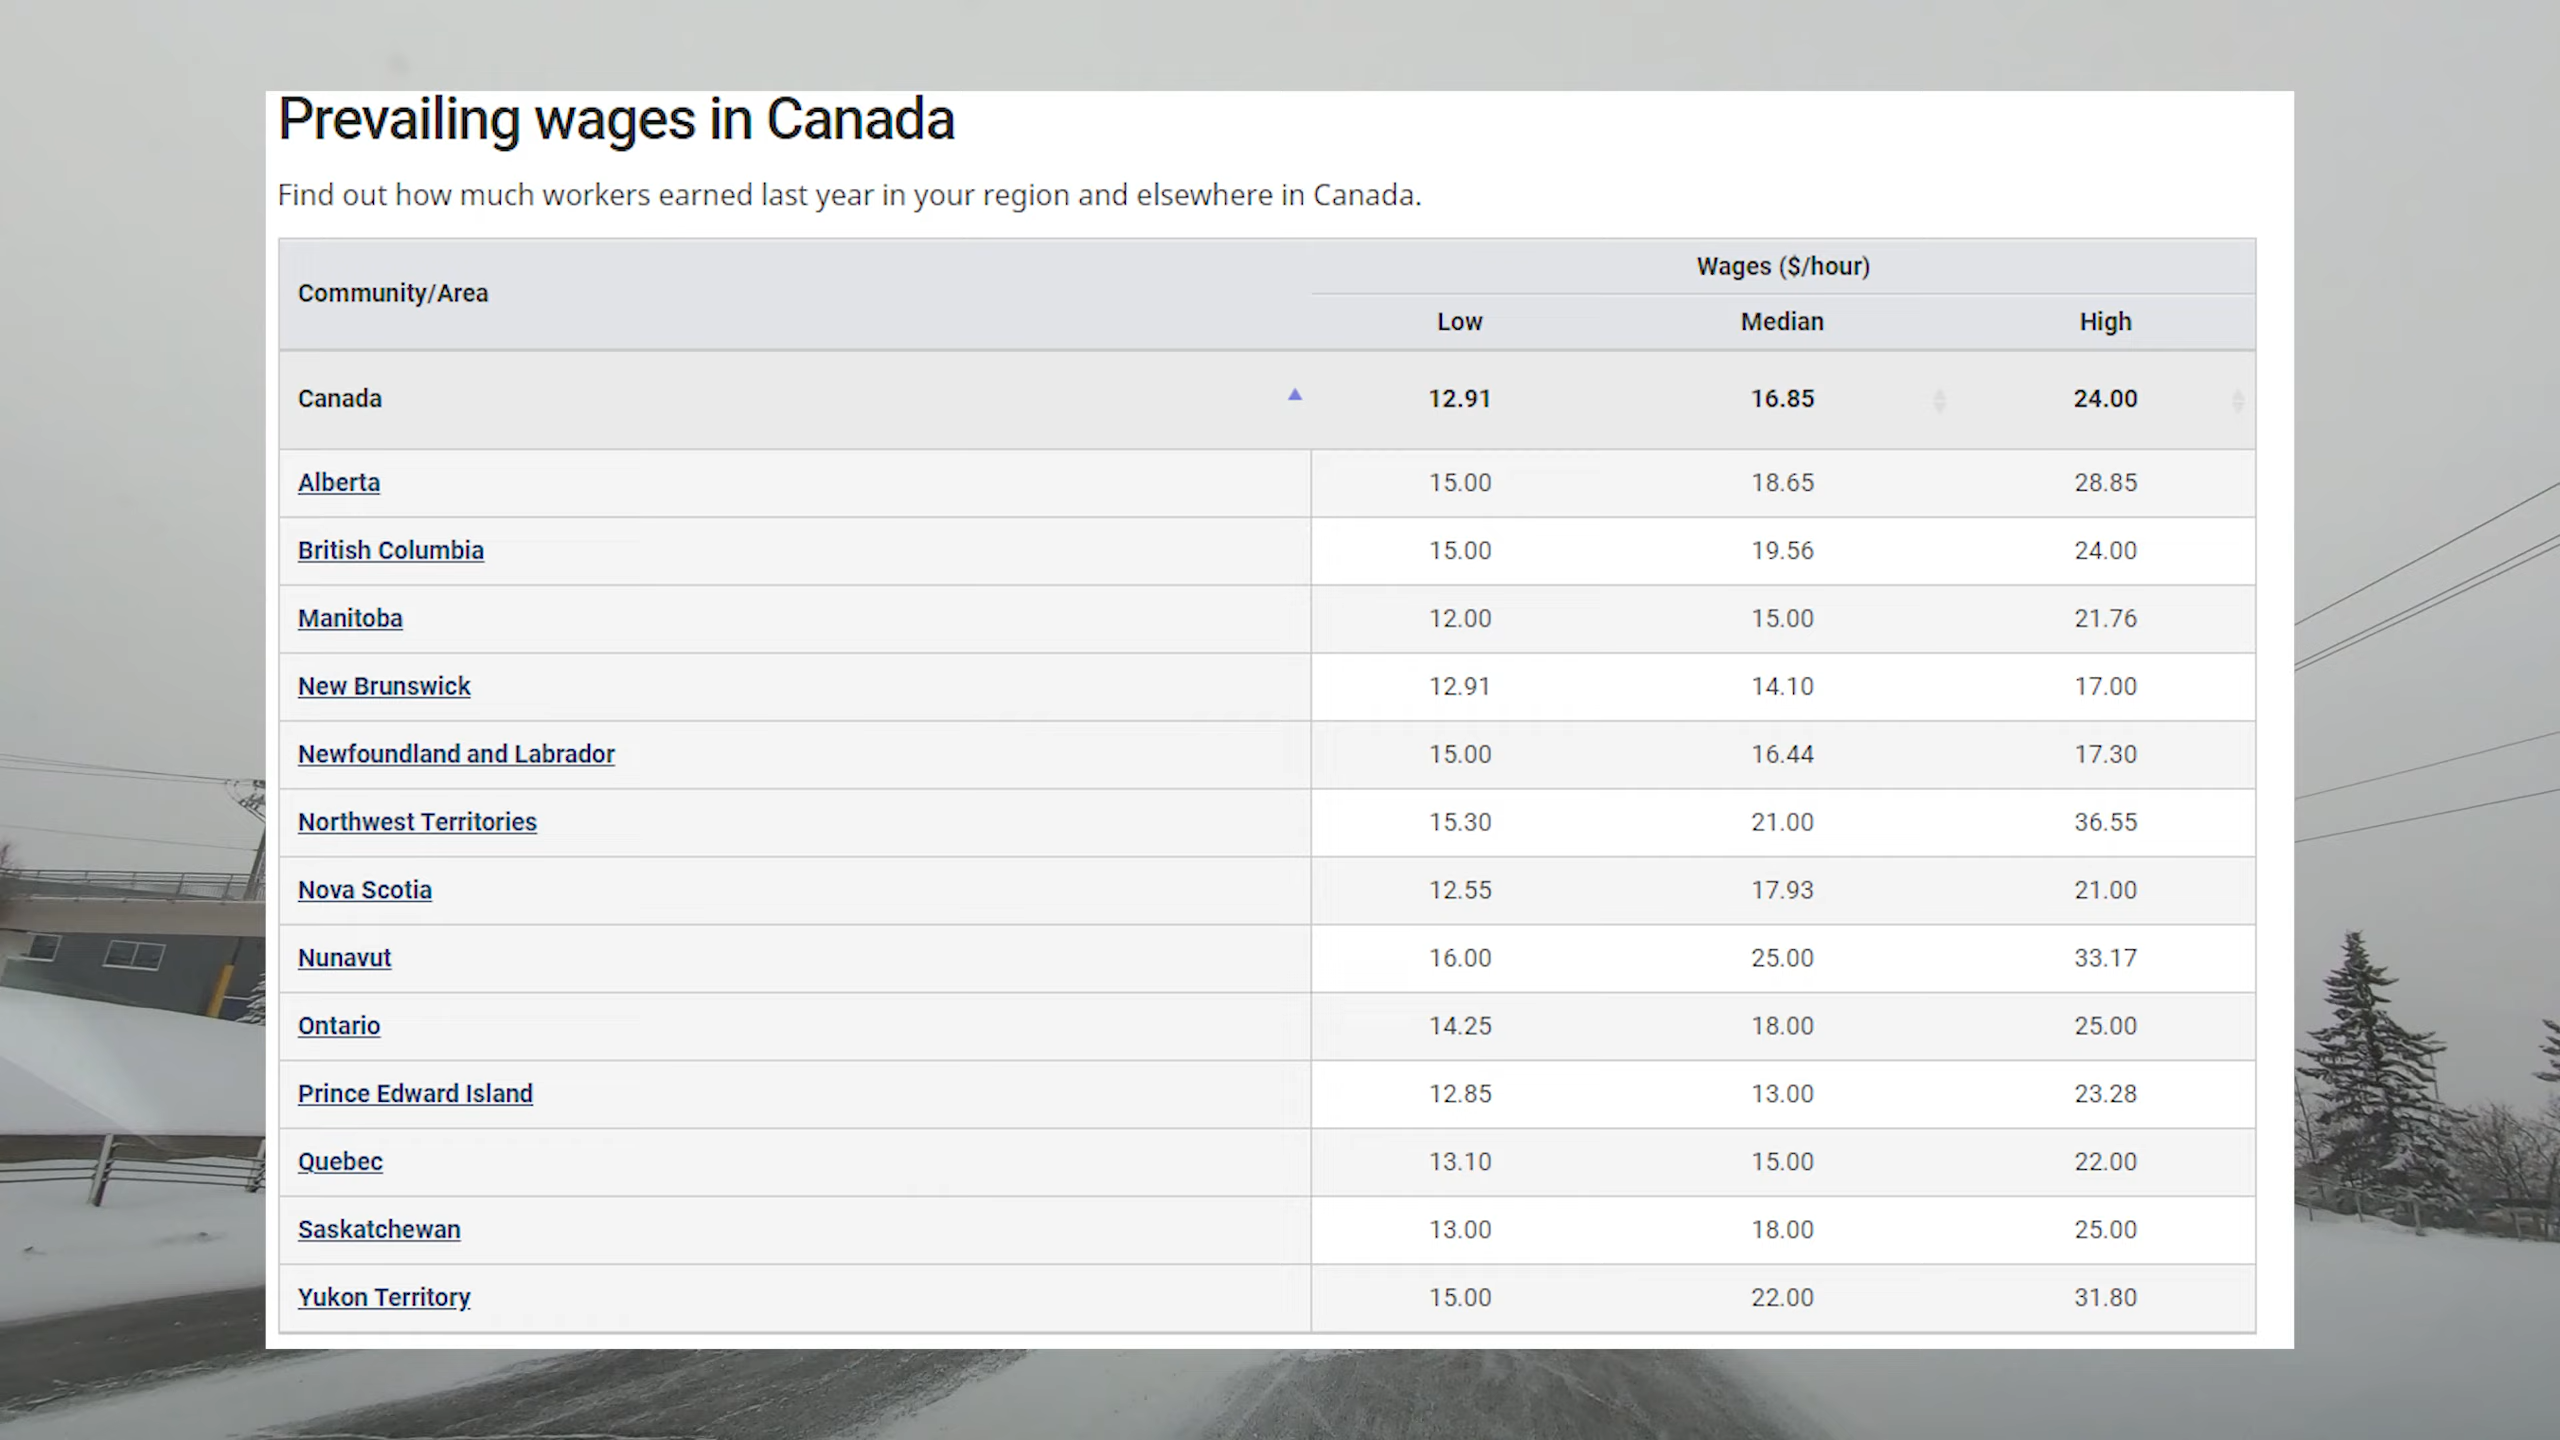 Prevailing wages in Canada
Find out how much workers earned last year in your region and elsewhere in Canada.
Community/Area
Wages ($/hour)
Low Median High
Canada 12.91 16.85 24.00
Alberta 15.00 18.65 28.85
British Columbia 15.00 19.56 24.00
Manitoba 12.00 15.00 21.76
New Brunswick 12.91 14.10 17.00
Newfoundland and Labrador 15.00 16.44 17.30
Northwest Territories 15.30 21.00 36.55
Nova Scotia 12.55 17.93 21.00
Nunavut 16.00 25.00 33.17
Ontario 14.25 18.00 25.00
Prince Edward Island 12.85 13.00 23.28
Quebec 13.10 15.00 22.00
Saskatchewan 13.00 18.00 25.00
Yukon Territory 15.00 22.00 31.80